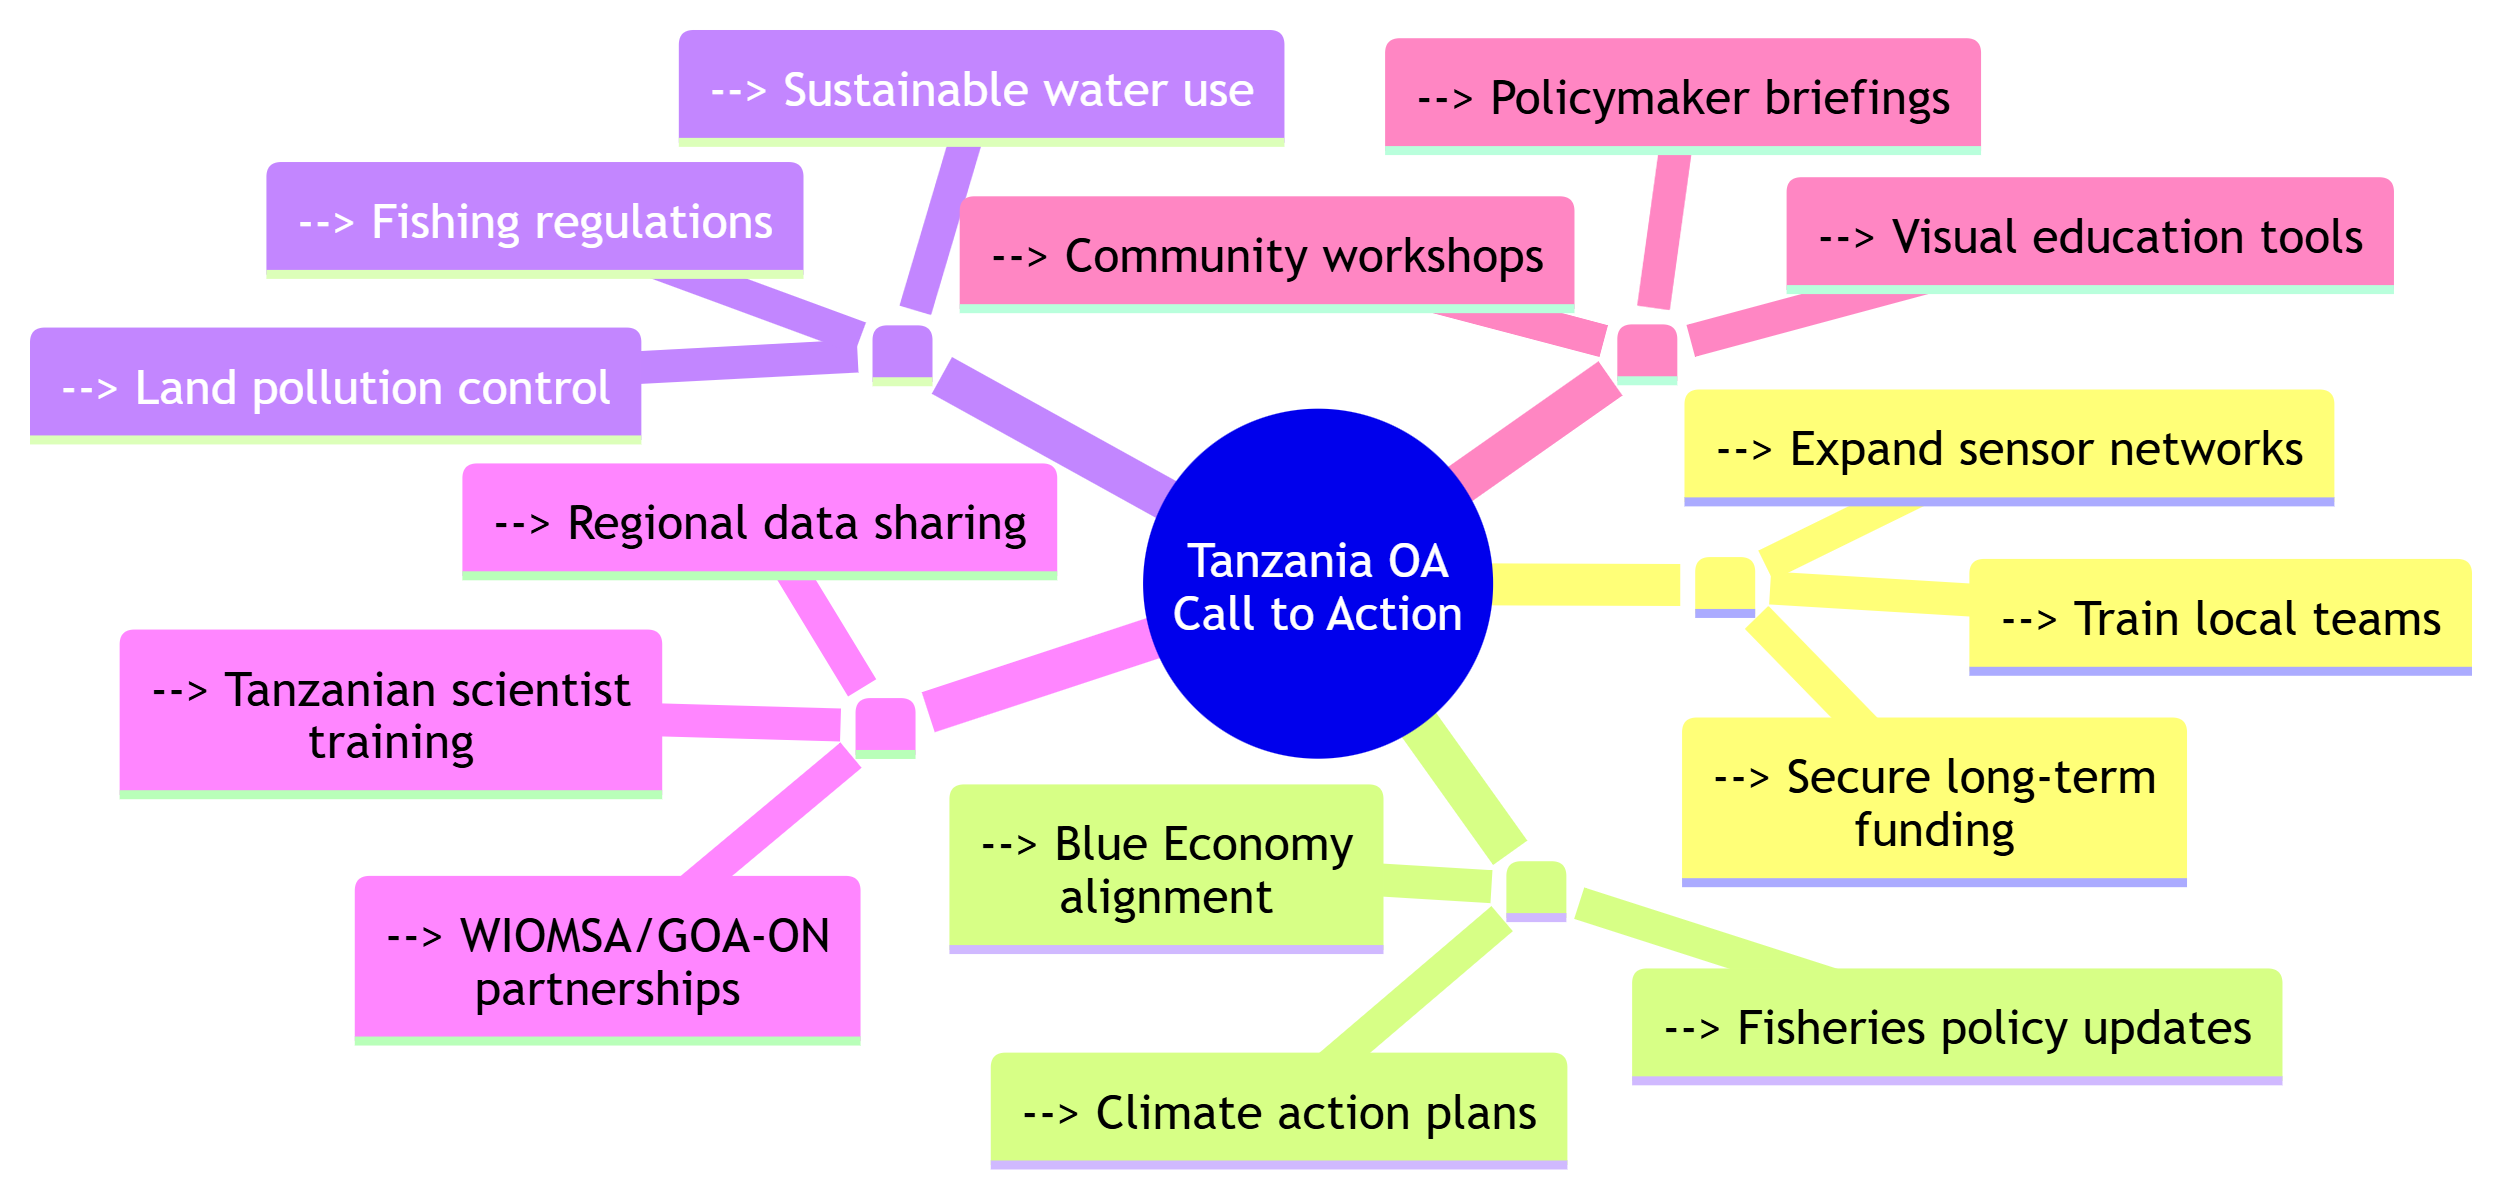 --> Sustainable water use
--> Policymaker briefings
--> Fishing regulations
--> Community workshops
--> Visual education tools
--> Land pollution control
--> Expand sensor networks
--> Regional data sharing
Tanzania OA
Call to Action
--> Train local teams
--> Tanzanian scientist
training
--> Secure long-term
funding
--> Blue Economy
alignment
--> WIOMSA/GOA-ON
partnerships
--> Fisheries policy updates
--> Climate action plans